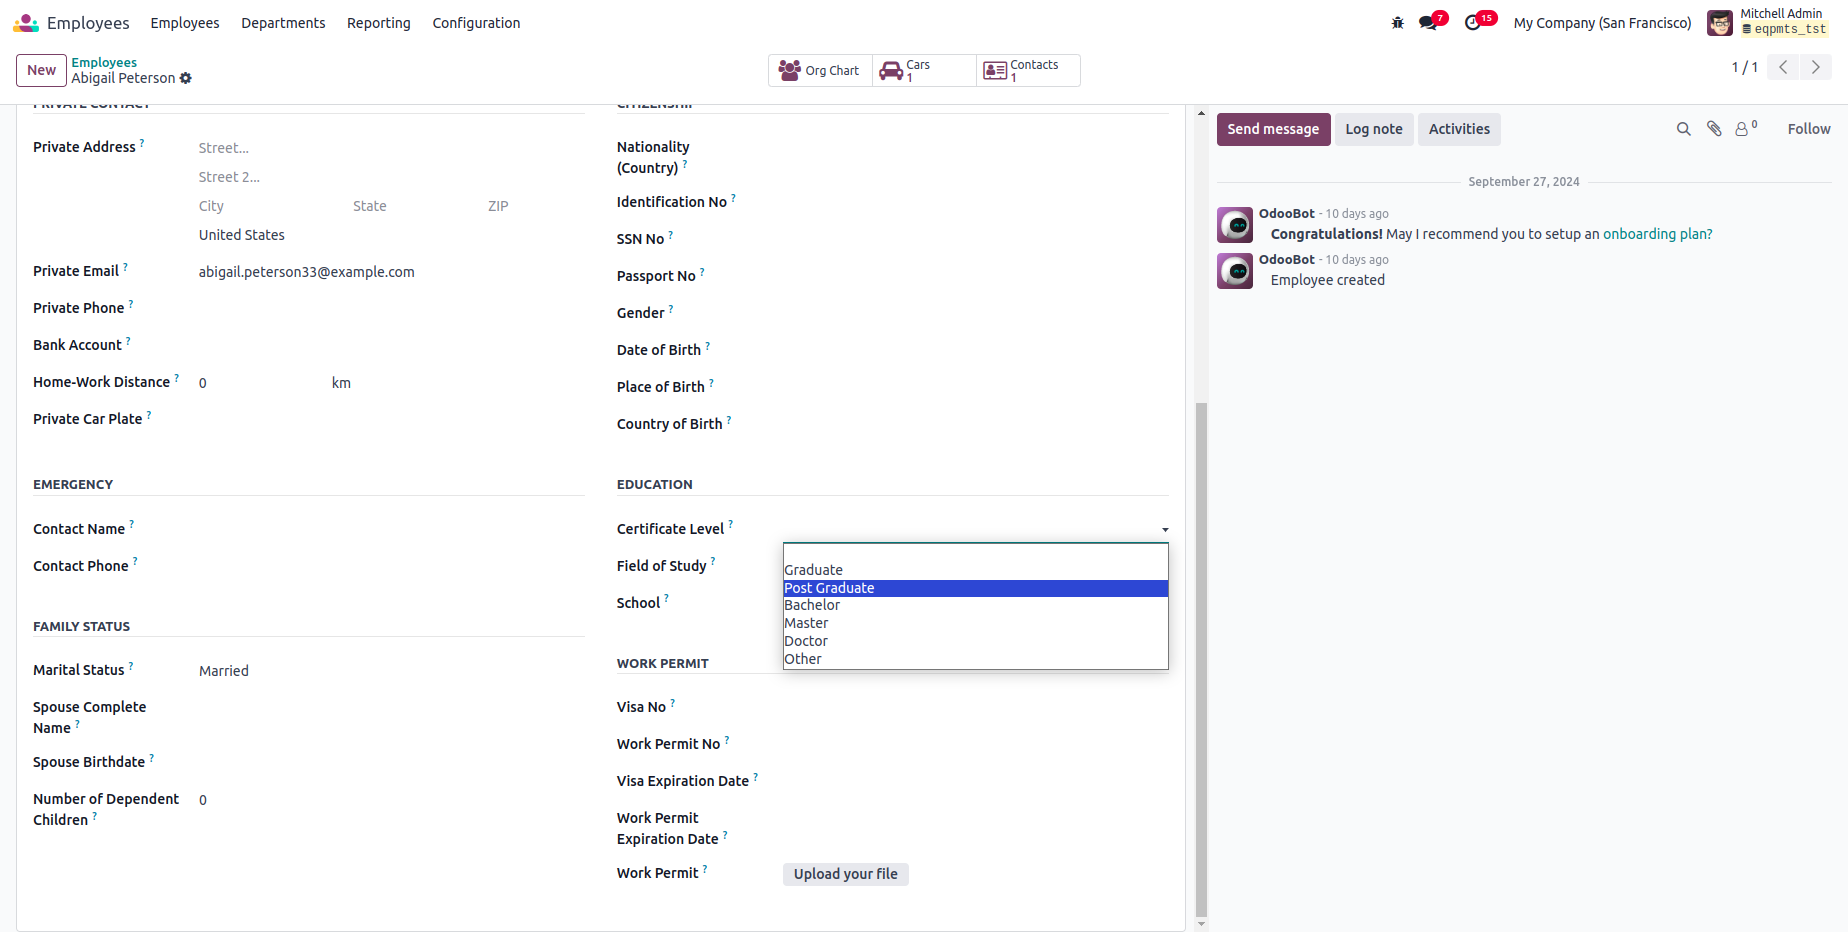 Employees Employees Departments Reporting Configuration 7 15 My Company (San Francisco) Mitchell Admin
eqpmts_tst
New Employees
Abigail Peterson
Org Chart
Cars
1
Contacts
1
1 / 1
PRIVATE CONTACT
Private Address ?
Street...
Street 2...
City State ZIP
United States
Private Email ? abigail.peterson33@example.com
Private Phone ?
Bank Account ?
Home-Work Distance ? 0 km
Private Car Plate ?
CITIZENSHIP
Nationality
(Country) ?
Identification No ?
SSN No ?
Passport No ?
Gender ?
Date of Birth ?
Place of Birth ?
Country of Birth ?
EMERGENCY
Contact Name ?
Contact Phone ?
EDUCATION
Certificate Level ?
Field of Study ?
School ?
Graduate
Post Graduate
Bachelor
Master
Doctor
Other
FAMILY STATUS
Marital Status ? Married
Spouse Complete
Name ?
Spouse Birthdate ?
Number of Dependent
Children ?
0
WORK PERMIT
Visa No ?
Work Permit No ?
Visa Expiration Date ?
Work Permit
Expiration Date ?
Work Permit ? Upload your file
Send message Log note Activities 0 Follow
September 27, 2024
OdooBot - 10 days ago
Congratulations! May I recommend you to setup an onboarding plan?
OdooBot - 10 days ago
Employee created